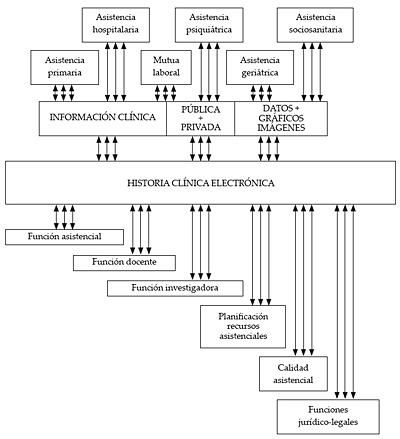 Asistencia
hospitalaria
Asistencia
psiquiátrica
Asistencia
sociosanitaria
Asistencia
primaria
Mutua
laboral
Asistencia
geriátrica
INFORMACIÓN CLÍNICA
PÚBLICA
+
PRIVADA
DATOS +
GRÁFICOS
IMÁGENES
HISTORIA CLÍNICA ELECTRÓNICA
Función asistencial
Función docente
Función investigadora
Planificación
recursos
asistenciales
Calidad
asistencial
Funciones
jurídico-legales